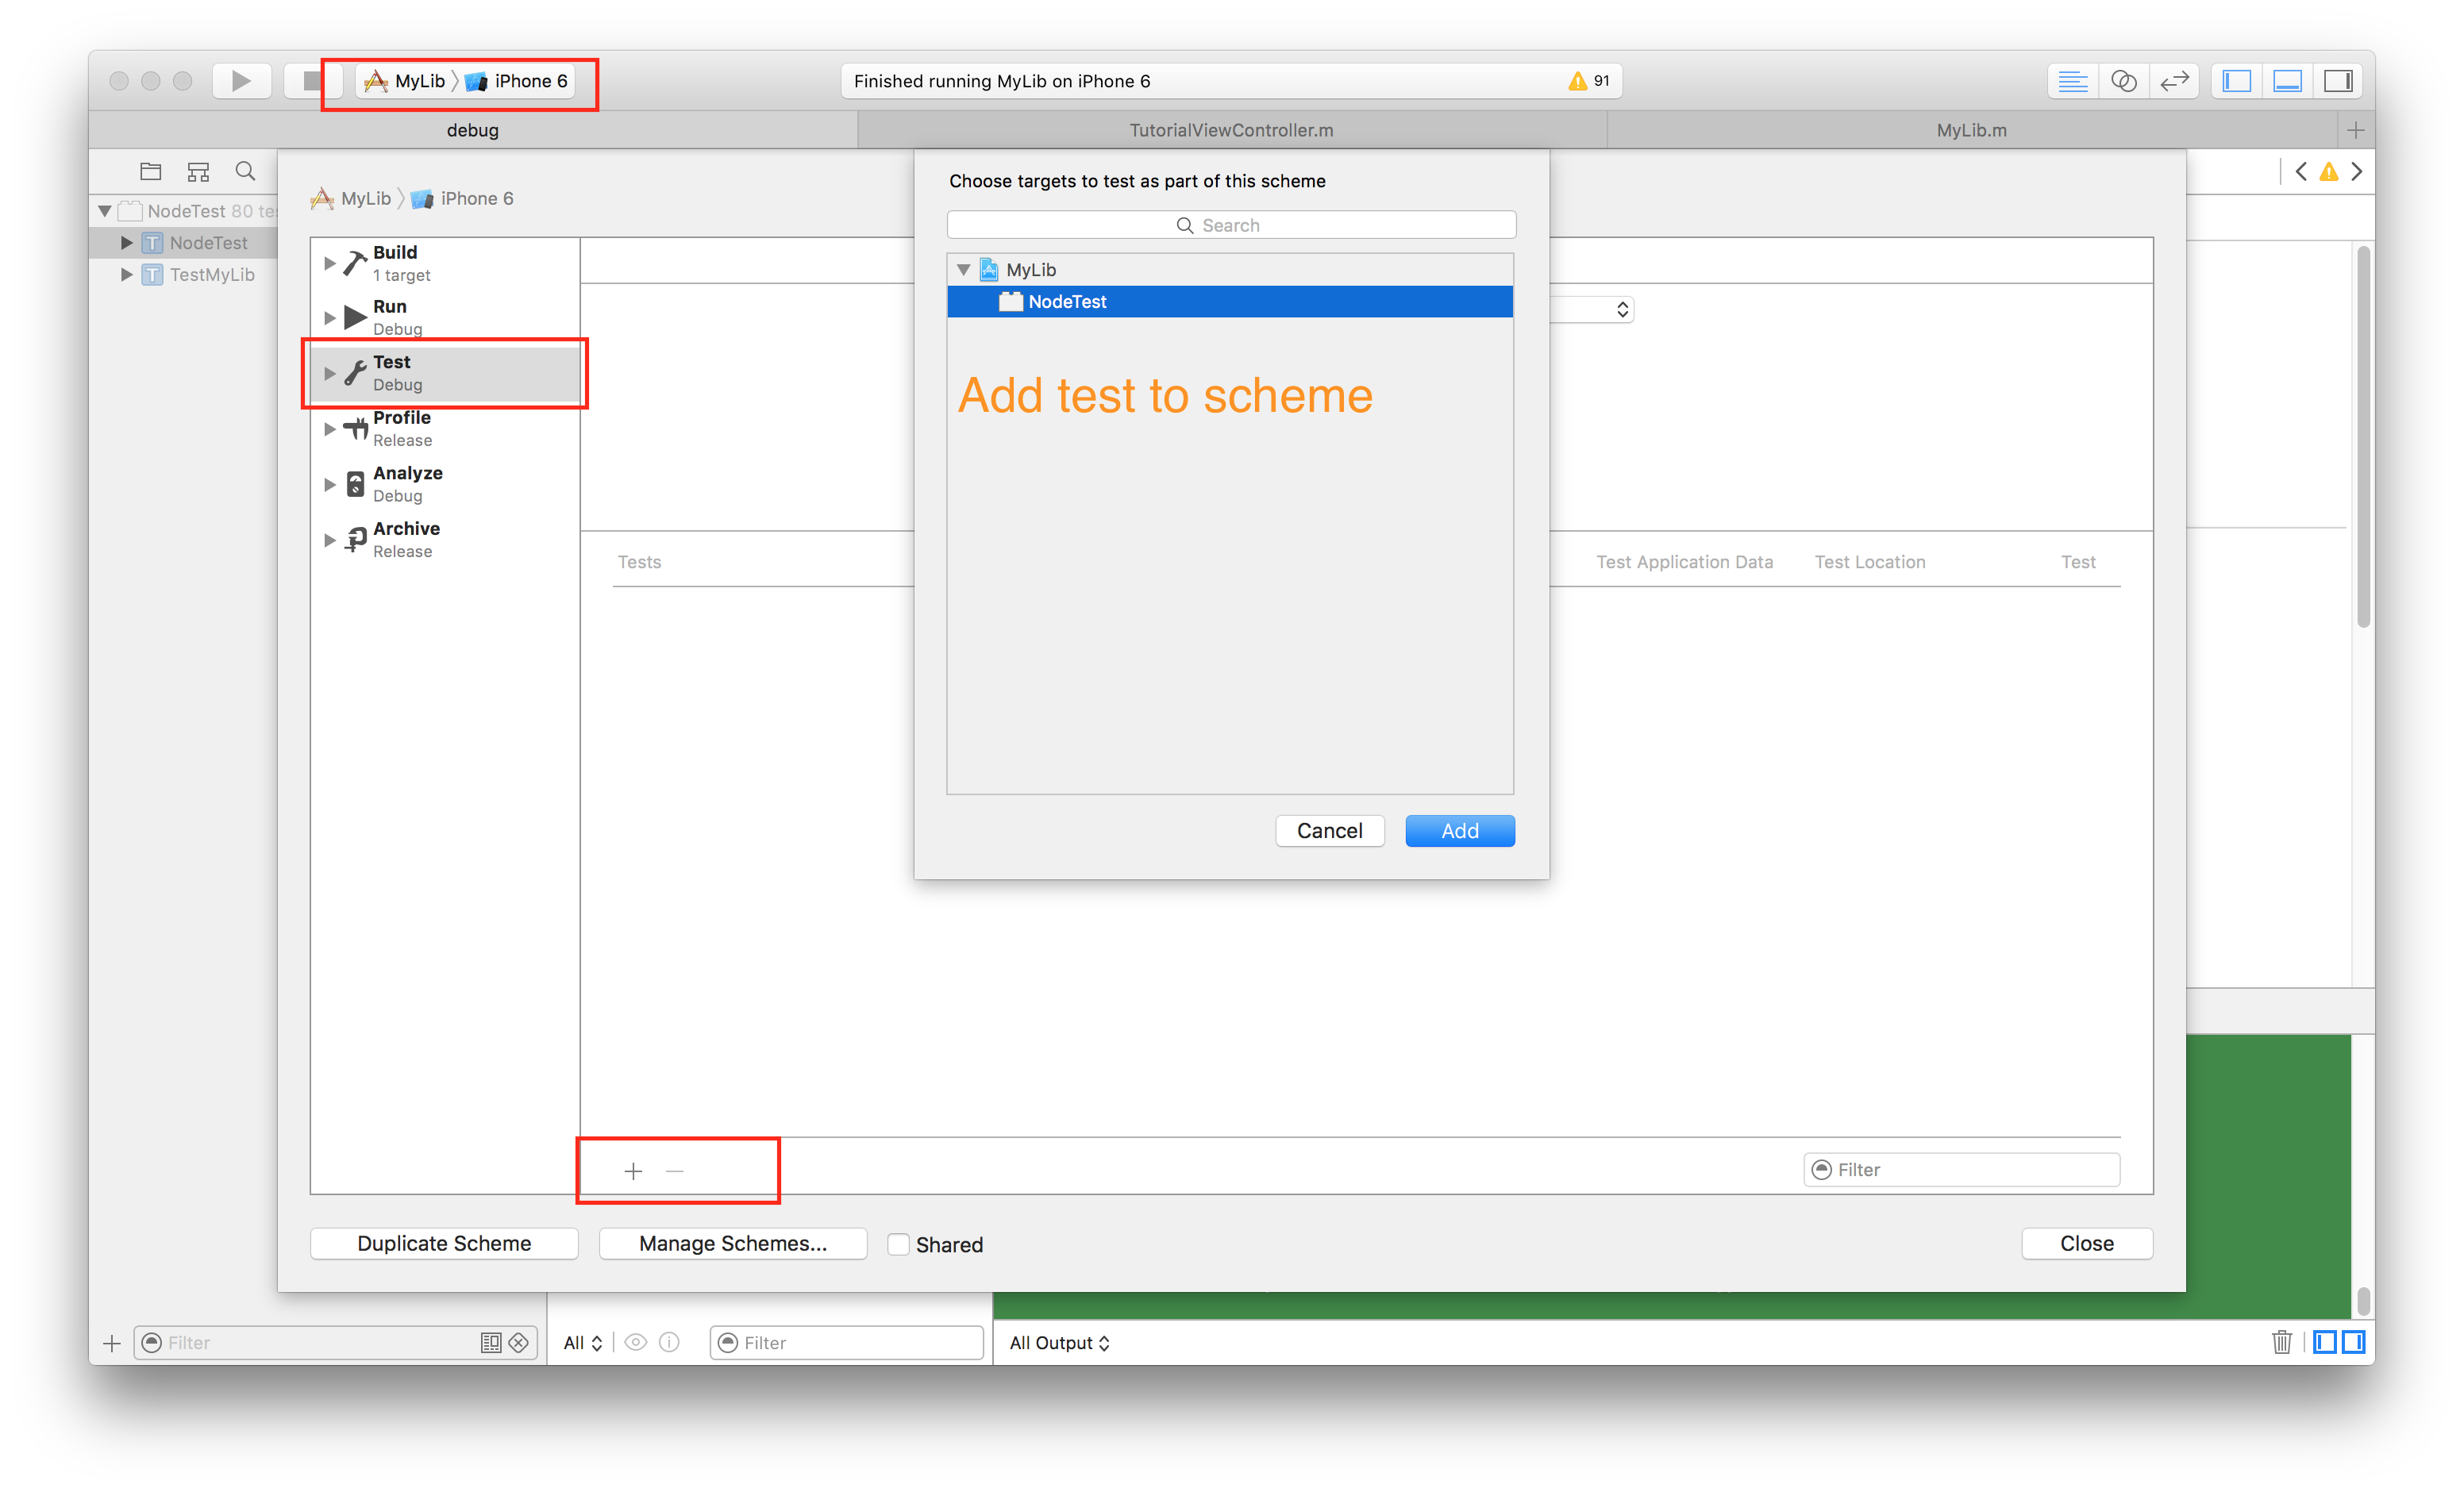 MyLib iPhone 6
Finished running MyLib on iPhone 6
91
debug
TutorialViewController.m
MyLib.m
NodeTest 80
NodeTest
TestMyLib
MyLib iPhone 6
Build
1 target
Run
Debug
Test
Debug
Profile
Release
Analyze
Debug
Archive
Release
Choose targets to test as part of this scheme
Search
MyLib
NodeTest
Add test to scheme
Cancel Add
Tests
Test Application Data
Test Location
Test
Filter
Duplicate Scheme
Manage Schemes...
Shared
Close
Filter
All
Filter
All Output